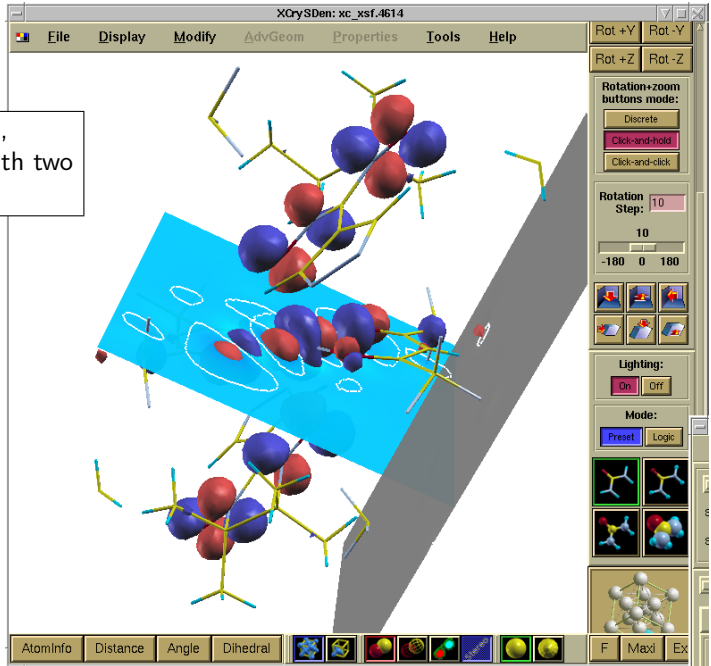 XCrySDen: xc_xsf.4614
File Display Modify AdvGeom Properties Tools Help
Rot +Y Rot -Y
Rot +Z Rot -Z
Rotation+zoom
buttons mode:
Discrete
Click-and-hold
Click-and-click
,
th two
Rotation
Step: 10
10
-180 0 180
Lighting:
On Off
Mode:
Preset Logic
s
s
AtomInfo Distance Angle Dihedral Stereo F Maxi Ex